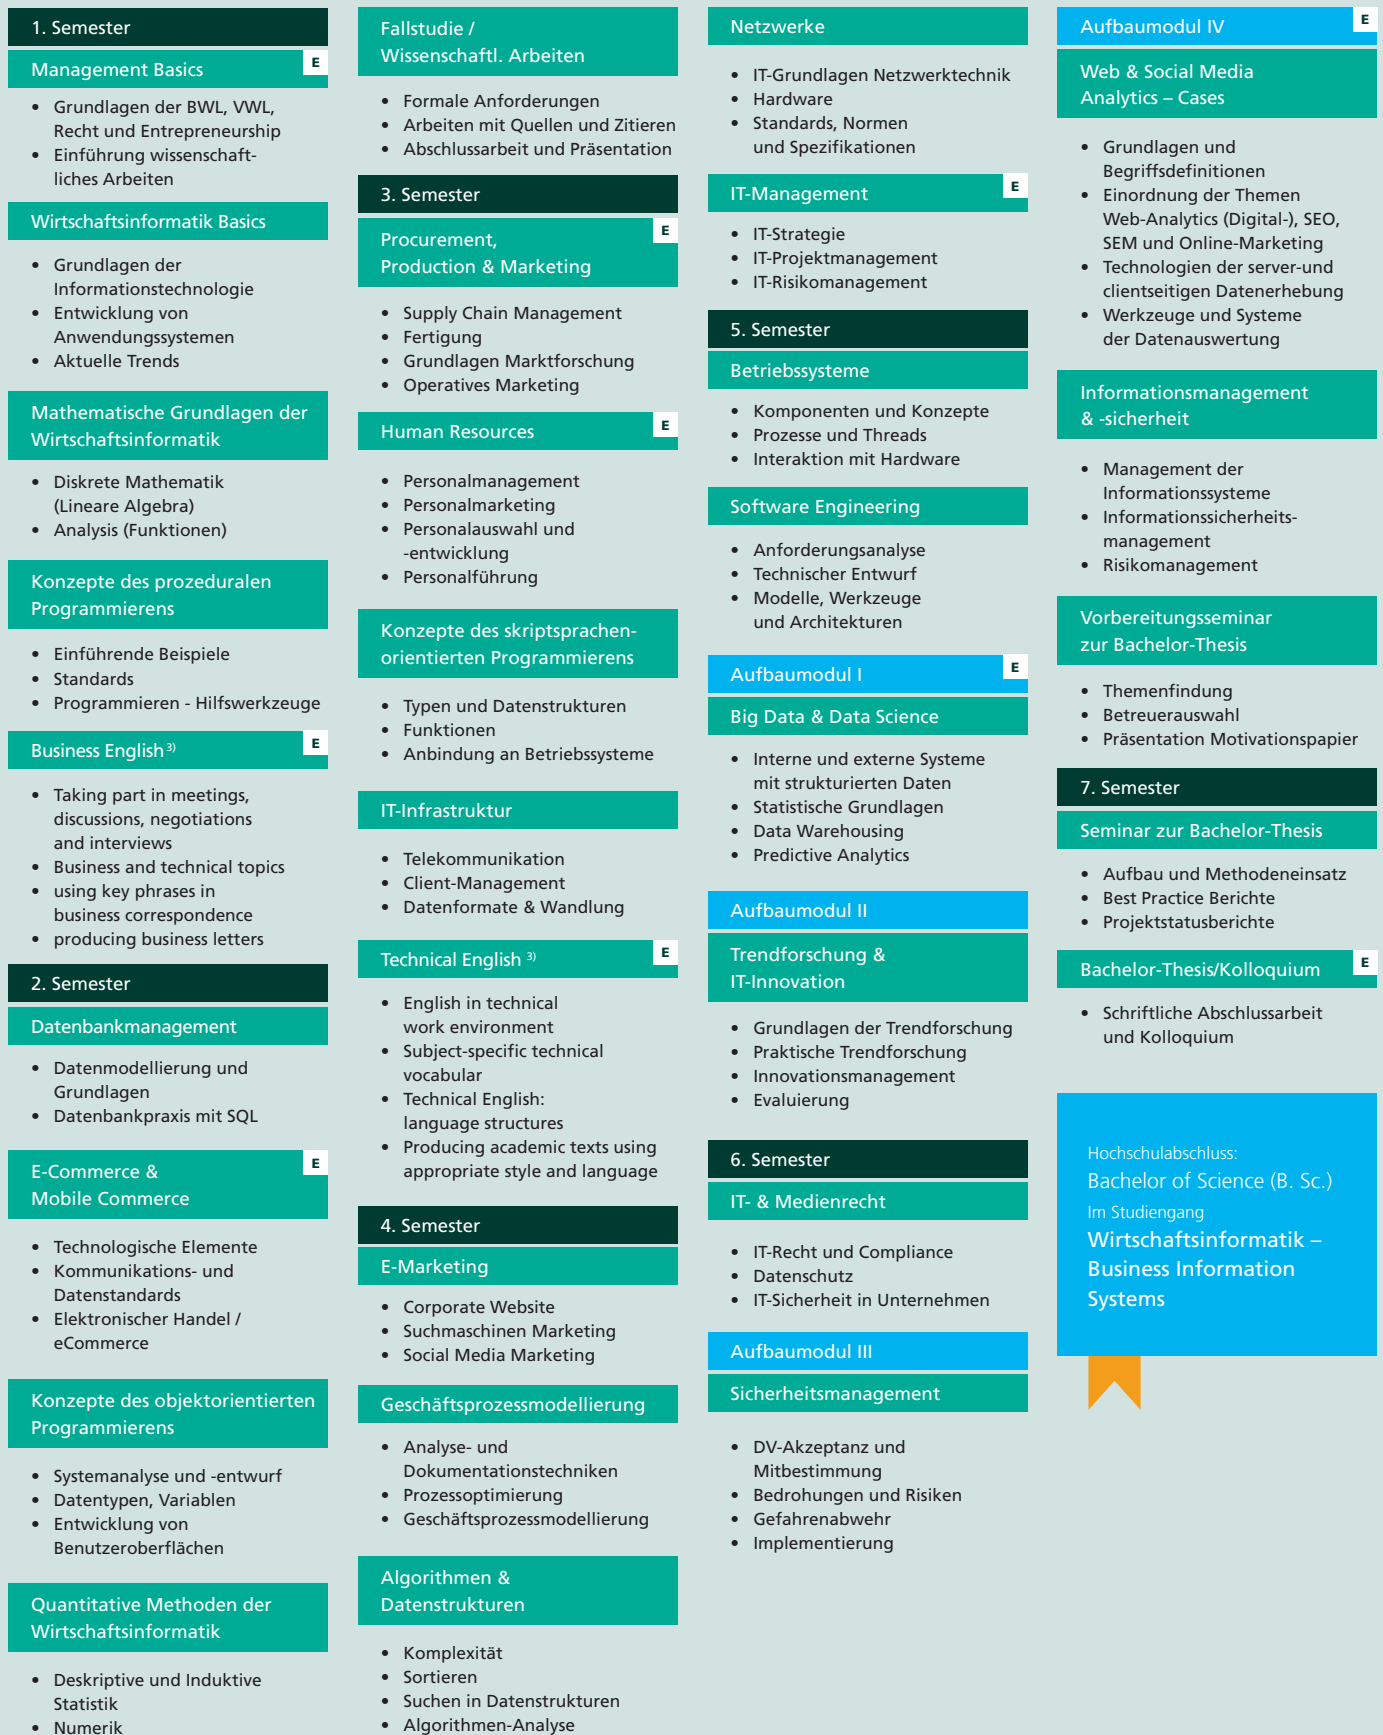 1. Semester
Management Basics
E
• Grundlagen der BWL, VWL,
Recht und Entrepreneurship
• Einführung wissenschaft-
liches Arbeiten
Wirtschaftsinformatik Basics
• Grundlagen der
Informationstechnologie
• Entwicklung von
Anwendungssystemen
• Aktuelle Trends
Mathematische Grundlagen der
Wirtschaftsinformatik
• Diskrete Mathematik
(Lineare Algebra)
• Analysis (Funktionen)
Konzepte des prozeduralen
Programmierens
• Einführende Beispiele
• Standards
• Programmieren - Hilfswerkzeuge
Business English 3)
E
• Taking part in meetings,
discussions, negotiations
and interviews
• Business and technical topics
• using key phrases in
business correspondence
• producing business letters
2. Semester
Datenbankmanagement
• Datenmodellierung und
Grundlagen
• Datenbankpraxis mit SQL
E-Commerce &
Mobile Commerce
E
• Technologische Elemente
• Kommunikations- und
Datenstandards
• Elektronischer Handel /
eCommerce
Konzepte des objektorientierten
Programmierens
• Systemanalyse und -entwurf
• Datentypen, Variablen
• Entwicklung von
Benutzeroberflächen
Quantitative Methoden der
Wirtschaftsinformatik
• Deskriptive und Induktive
Statistik
• Numerik
Fallstudie /
Wissenschaftl. Arbeiten
• Formale Anforderungen
• Arbeiten mit Quellen und Zitieren
• Abschlussarbeit und Präsentation
3. Semester
Procurement,
Production & Marketing
E
• Supply Chain Management
• Fertigung
• Grundlagen Marktforschung
• Operatives Marketing
Human Resources
E
• Personalmanagement
• Personalmarketing
• Personalauswahl und
-entwicklung
• Personalführung
Konzepte des skriptsprachen-
orientierten Programmierens
• Typen und Datenstrukturen
• Funktionen
• Anbindung an Betriebssysteme
IT-Infrastruktur
• Telekommunikation
• Client-Management
• Datenformate & Wandlung
Technical English 3)
E
• English in technical
work environment
• Subject-specific technical
vocabular
• Technical English:
language structures
• Producing academic texts using
appropriate style and language
4. Semester
E-Marketing
• Corporate Website
• Suchmaschinen Marketing
• Social Media Marketing
Geschäftsprozessmodellierung
• Analyse- und
Dokumentationstechniken
• Prozessoptimierung
• Geschäftsprozessmodellierung
Algorithmen &
Datenstrukturen
• Komplexität
• Sortieren
• Suchen in Datenstrukturen
• Algorithmen-Analyse
Netzwerke
• IT-Grundlagen Netzwerktechnik
• Hardware
• Standards, Normen
und Spezifikationen
IT-Management
E
• IT-Strategie
• IT-Projektmanagement
• IT-Risikomanagement
5. Semester
Betriebssysteme
• Komponenten und Konzepte
• Prozesse und Threads
• Interaktion mit Hardware
Software Engineering
• Anforderungsanalyse
• Technischer Entwurf
• Modelle, Werkzeuge
und Architekturen
Aufbaumodul I
E
Big Data & Data Science
• Interne und externe Systeme
mit strukturierten Daten
• Statistische Grundlagen
• Data Warehousing
• Predictive Analytics
Aufbaumodul II
Trendforschung &
IT-Innovation
• Grundlagen der Trendforschung
• Praktische Trendforschung
• Innovationsmanagement
• Evaluierung
6. Semester
IT- & Medienrecht
• IT-Recht und Compliance
• Datenschutz
• IT-Sicherheit in Unternehmen
Aufbaumodul III
Sicherheitsmanagement
• DV-Akzeptanz und
Mitbestimmung
• Bedrohungen und Risiken
• Gefahrenabwehr
• Implementierung
Aufbaumodul IV
E
Web & Social Media
Analytics – Cases
• Grundlagen und
Begriffsdefinitionen
• Einordnung der Themen
Web-Analytics (Digital-), SEO,
SEM und Online-Marketing
• Technologien der server-und
clientseitigen Datenerhebung
• Werkzeuge und Systeme
der Datenauswertung
Informationsmanagement
& -sicherheit
• Management der
Informationssysteme
• Informationssicherheits-
management
• Risikomanagement
Vorbereitungsseminar
zur Bachelor-Thesis
• Themenfindung
• Betreuerauswahl
• Präsentation Motivationspapier
7. Semester
Seminar zur Bachelor-Thesis
• Aufbau und Methodeneinsatz
• Best Practice Berichte
• Projektstatusberichte
Bachelor-Thesis/Kolloquium
E
• Schriftliche Abschlussarbeit
und Kolloquium
Hochschulabschluss:
Bachelor of Science (B. Sc.)
Im Studiengang
Wirtschaftsinformatik –
Business Information
Systems